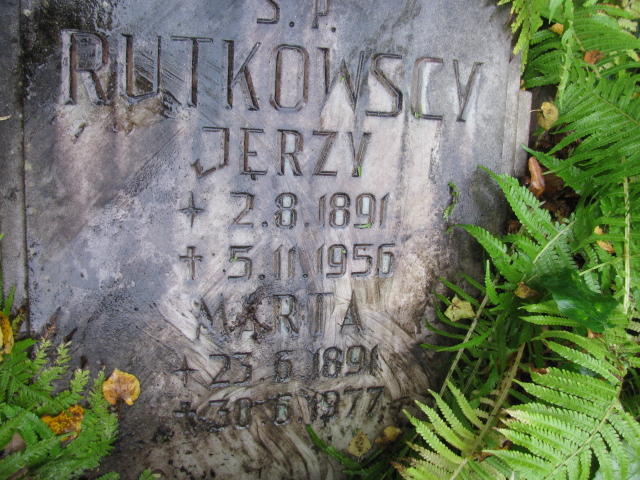 Ś.P.
RUTKOWSCY
JERZY
+ 2.8.1891
+ 5.11.1956
MARTA
+ 23 6 1891
+ 30 6 1977